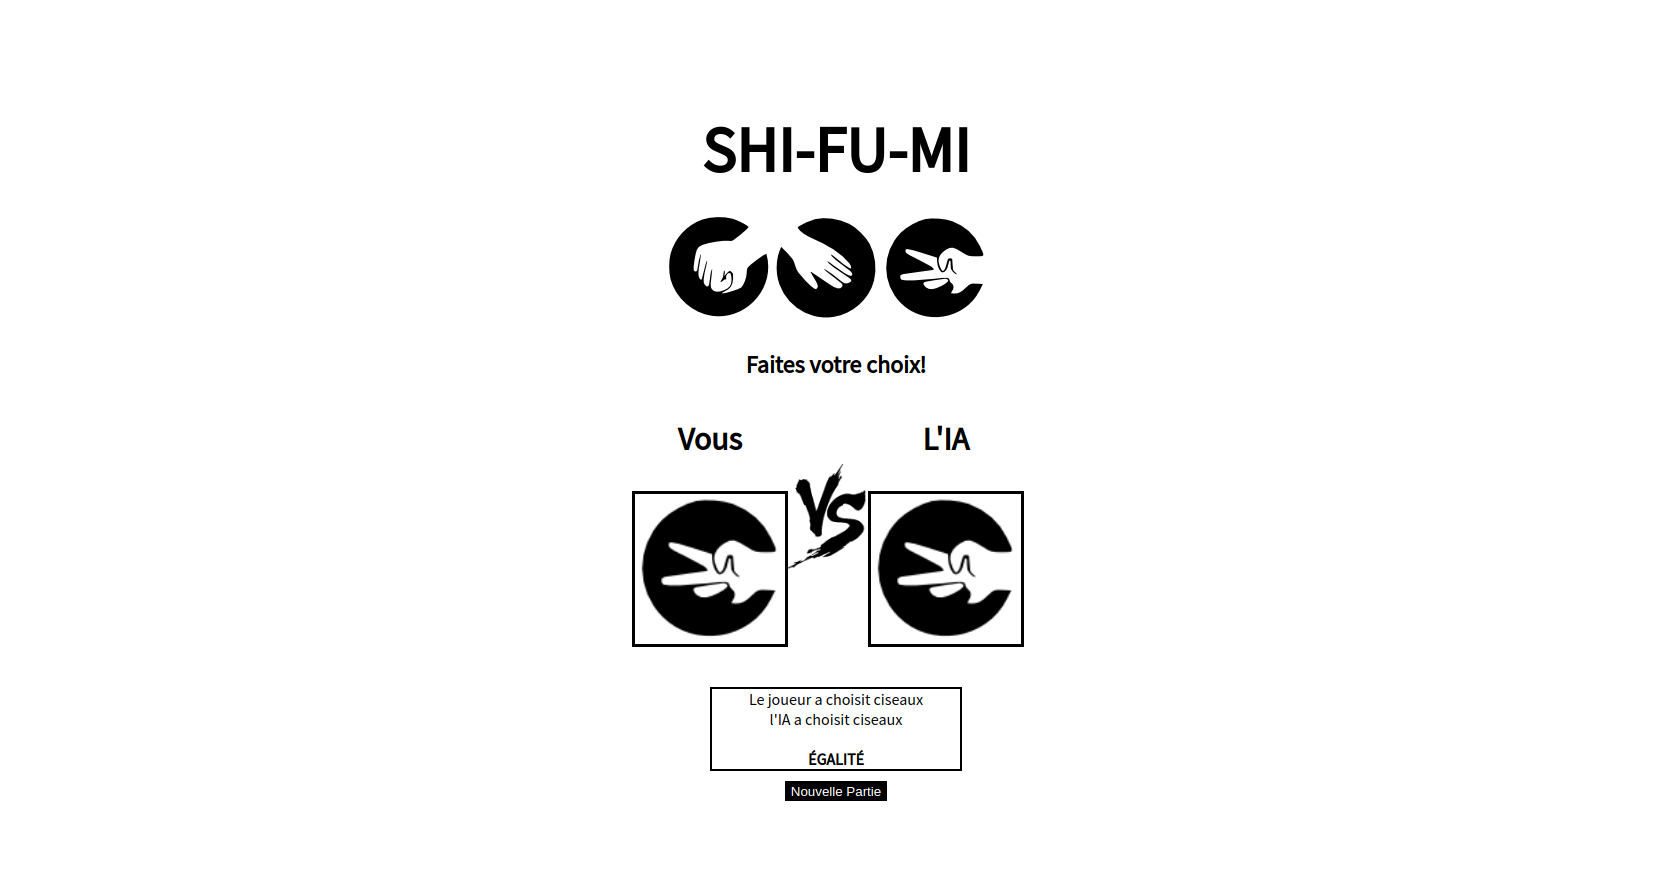 SHI-FU-MI
Faites votre choix!
Vous
L'IA
VS
Le joueur a choisit ciseaux
l'IA a choisit ciseaux
ÉGALITÉ
Nouvelle Partie